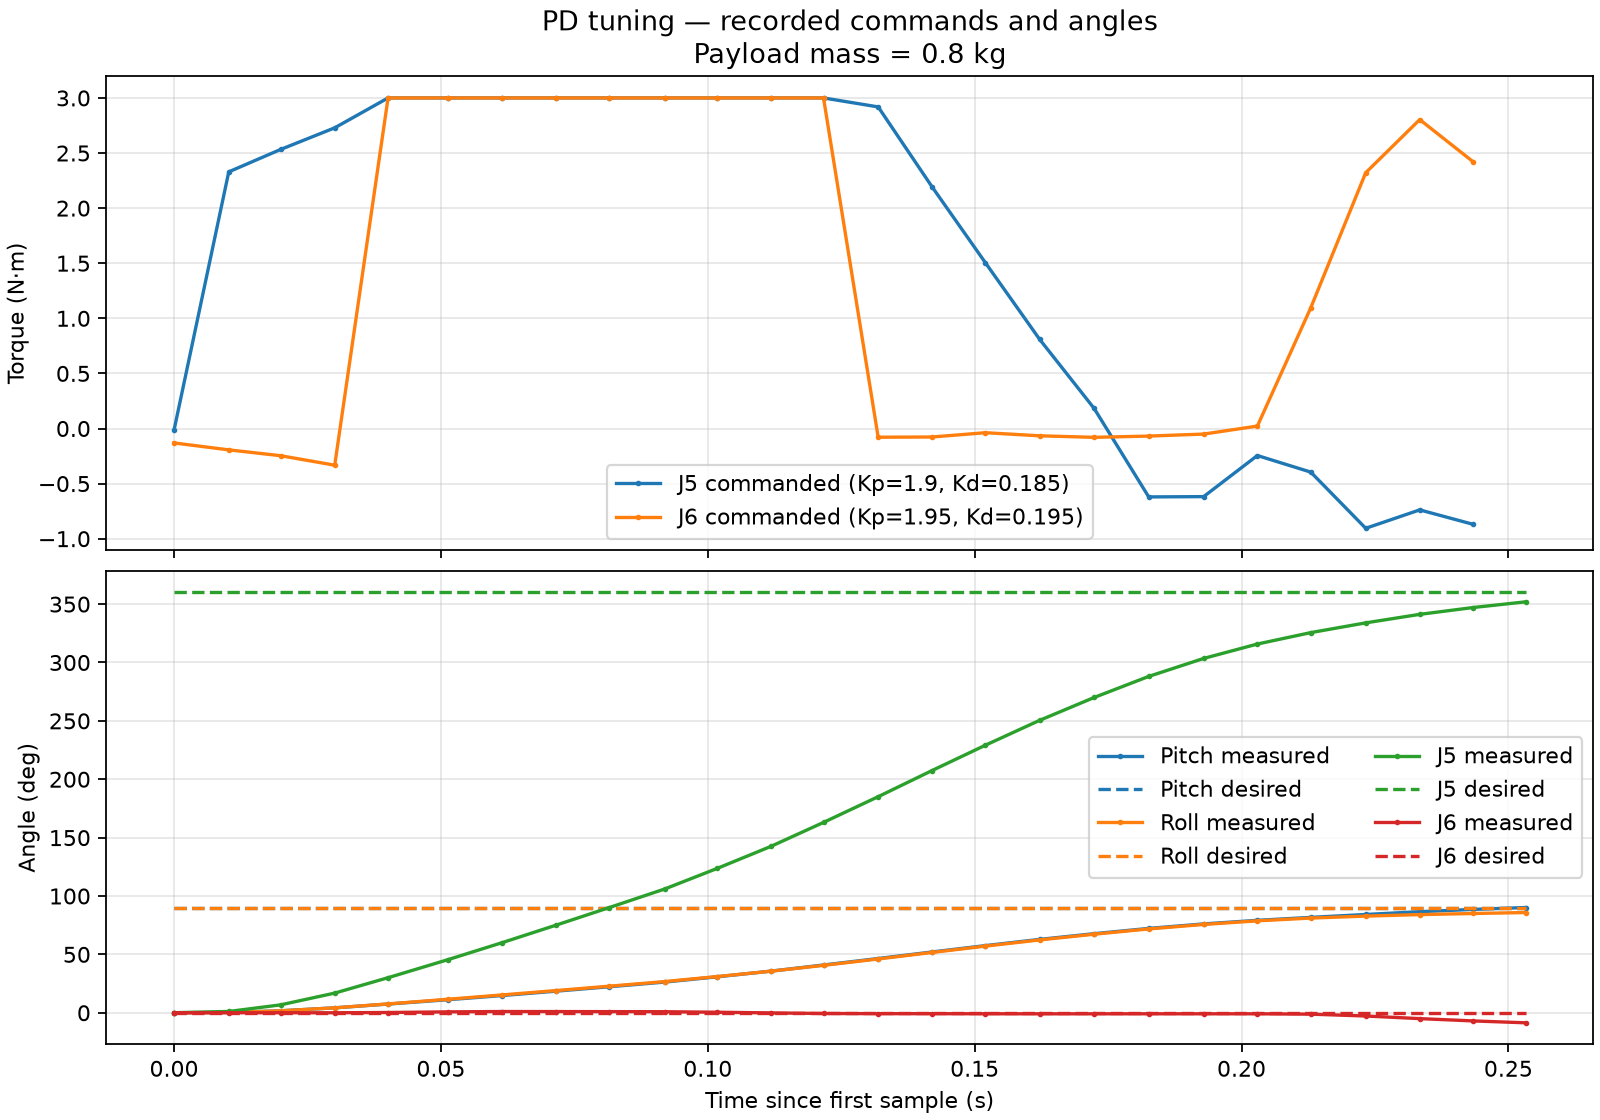 PD tuning — recorded commands and angles
Payload mass = 0.8 kg
3.0
2.5
2.0
1.5
1.0
0.5
0.0
−0.5
−1.0
Torque (N·m)
J5 commanded (Kp=1.9, Kd=0.185)
J6 commanded (Kp=1.95, Kd=0.195)
350
300
250
200
150
100
50
0
Angle (deg)
Pitch measured
Pitch desired
Roll measured
Roll desired
J5 measured
J5 desired
J6 measured
J6 desired
0.00
0.05
0.10
0.15
0.20
0.25
Time since first sample (s)